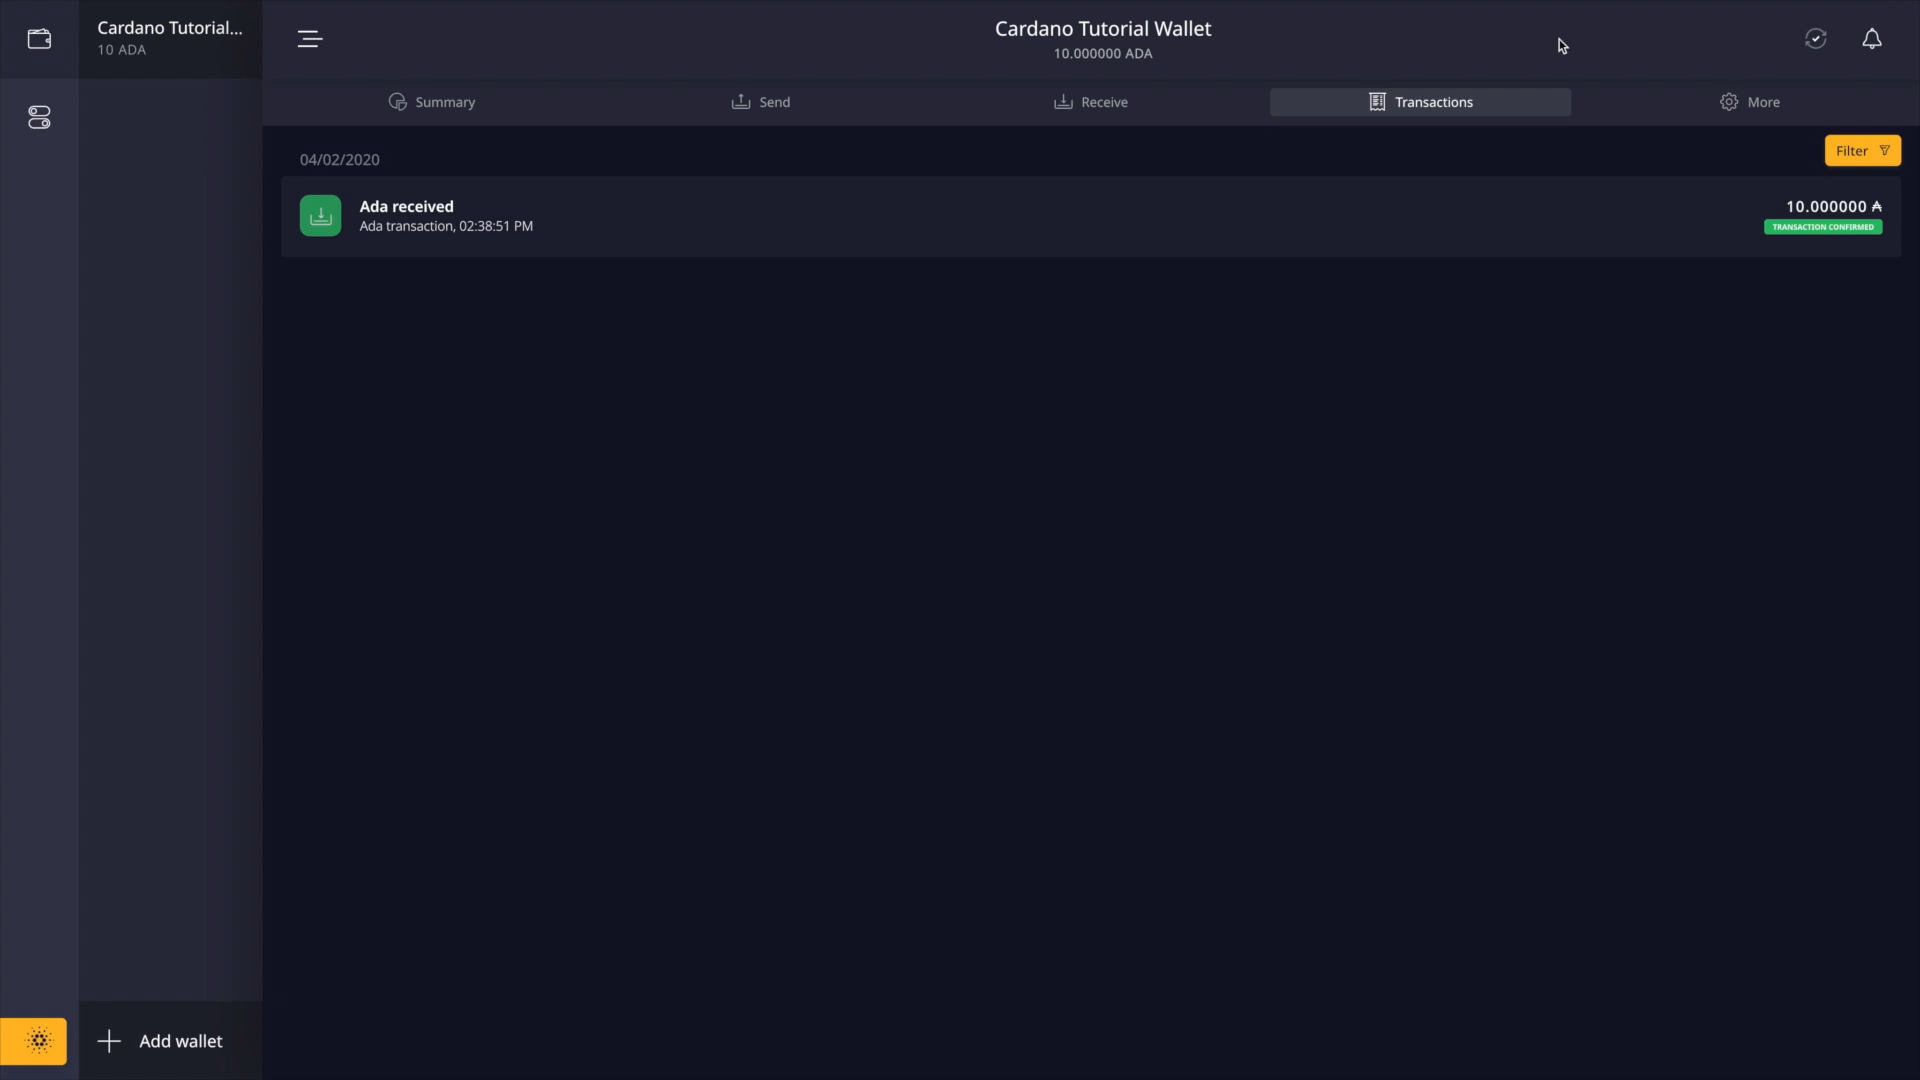 Cardano Tutorial...
10 ADA
Cardano Tutorial Wallet
10.000000 ADA
Summary
Send
Receive
Transactions
More
04/02/2020
Filter
Ada received
Ada transaction, 02:38:51 PM
10.000000 ₳
TRANSACTION CONFIRMED
Add wallet